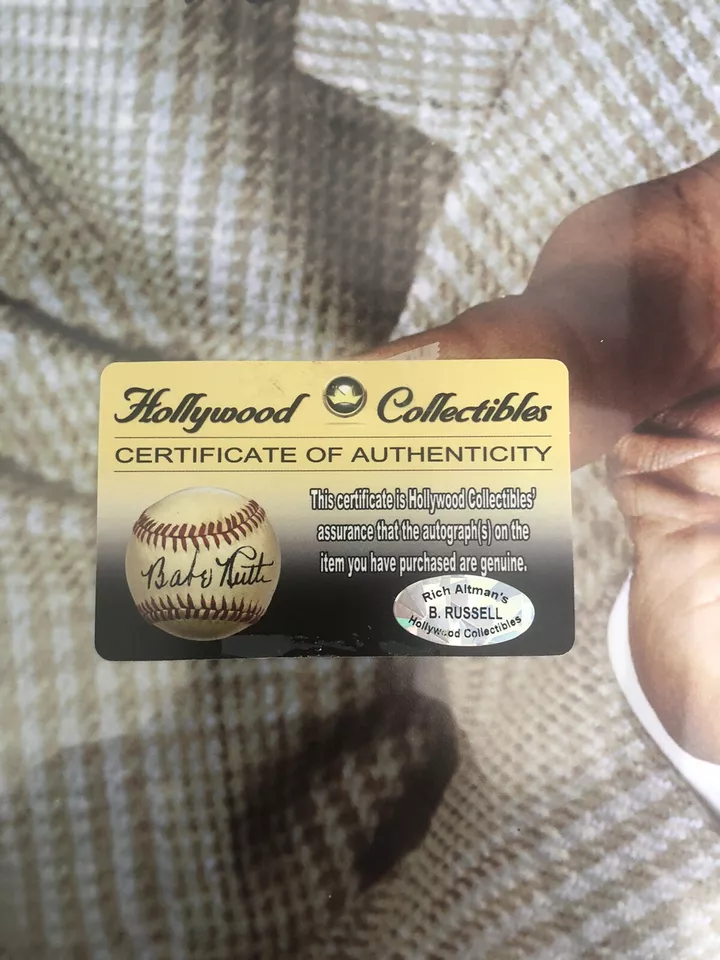 Hollywood Collectibles
CERTIFICATE OF AUTHENTICITY
This certificate is Hollywood Collectibles'
assurance that the autograph(s) on the
item you have purchased are genuine.
Babe Ruth
Rich Altman's
B. RUSSELL
Hollywood Collectibles